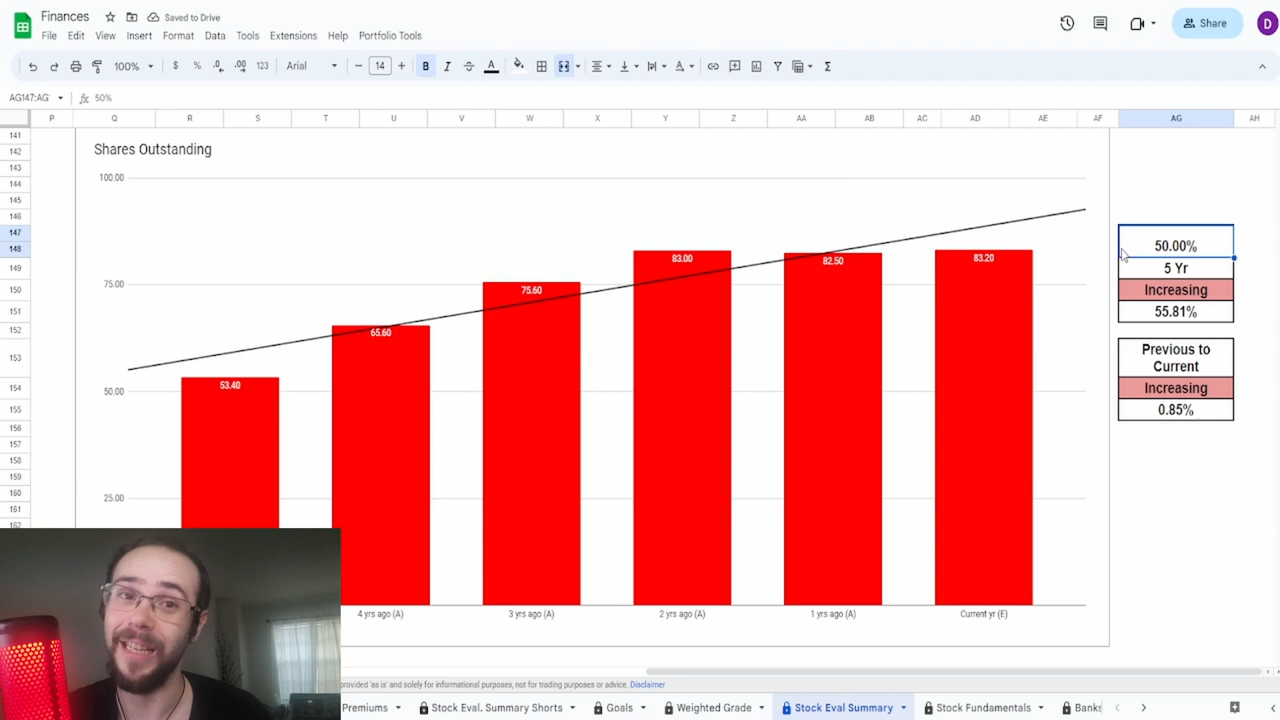 Finances
Saved to Drive
File Edit View Insert Format Data Tools Extensions Help Portfolio Tools
Share
D
100% $ % .0 .00 123 Arial 14 B I A Σ
AG147:AG fx 50%
P Q R S T U V W X Y Z AA AB AC AD AE AF AG AH
141
142
143
144
145
146
147
148
149
150
151
152
153
154
155
156
157
158
159
160
161
162
Shares Outstanding
100.00
75.00
50.00
25.00
53.40
65.60
75.60
83.00
82.50
83.20
4 yrs ago (A)
3 yrs ago (A)
2 yrs ago (A)
1 yrs ago (A)
Current yr (E)
50.00%
5 Yr
Increasing
55.81%
Previous to
Current
Increasing
0.85%
provided 'as is' and solely for informational purposes, not for trading purposes or advice. Disclaimer
Premiums Stock Eval. Summary Shorts Goals Weighted Grade Stock Eval Summary Stock Fundamentals Banks